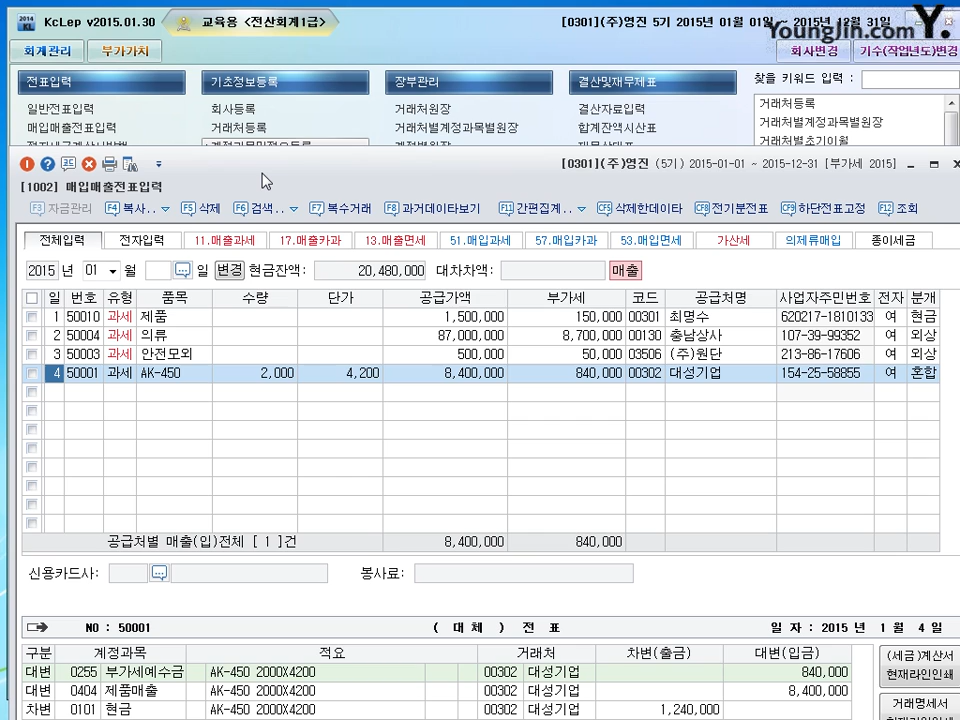 KcLep v2015.01.30 교육용 <전산회계1급> [0301](주)영진 5기 2015년 01월 01일 ~ 2015년 12월 31일
YoungJin.com Y.
회계관리 부가가치 회사변경 기수(작업년도)변경
전표입력 기초정보등록 장부관리 결산및재무제표 찾을 키워드 입력 :
일반전표입력 회사등록 거래처원장 결산자료입력 거래처등록
매입매출전표입력 거래처등록 거래처별계정과목별원장 합계잔액시산표 거래처별계정과목별원장
거래처별초기이월
[0301](주)영진 (5기) 2015-01-01 ~ 2015-12-31 [부가세 2015]
[1002] 매입매출전표입력
F3 자금관리 F4 복사.. F5 삭제 F6 검색.. F7 복수거래 F8 과거데이타보기 F11 간편집계.. CF5 삭제한데이타 CF8 전기분전표 CF9 하단전표고정 F12 조회
전체입력 전자입력 11.매출과세 17.매출카과 13.매출면세 51.매입과세 57.매입카과 53.매입면세 가산세 의제류매입 종이세금
2015 년 01 월 일 변경 현금잔액: 20,480,000 대차차액: 매출
일 번호 유형 품목 수량 단가 공급가액 부가세 코드 공급처명 사업자주민번호 전자 분개
1 50010 과세 제품 1,500,000 150,000 00301 최명수 620217-1810133 여 현금
2 50004 과세 의류 87,000,000 8,700,000 00130 충남상사 107-39-99352 여 외상
3 50003 과세 안전모외 500,000 50,000 03506 (주)원단 213-86-17606 여 외상
4 50001 과세 AK-450 2,000 4,200 8,400,000 840,000 00302 대성기업 154-25-58855 여 혼합
공급처별 매출(입)전체 [ 1 ]건 8,400,000 840,000
신용카드사: 봉사료:
NO : 50001 ( 대체 ) 전 표 일 자 : 2015 년 1 월 4 일
구분 계정과목 적요 거래처 차변(출금) 대변(입금) (세금)계산서
대변 0255 부가세예수금 AK-450 2000X4200 00302 대성기업 840,000 현재라인인쇄
대변 0404 제품매출 AK-450 2000X4200 00302 대성기업 8,400,000
차변 0101 현금 AK-450 2000X4200 00302 대성기업 1,240,000 거래명세서